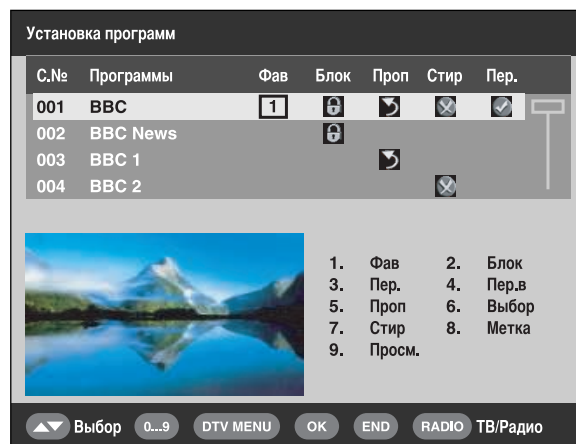 Установка программ
С.№ Программы Фав Блок Проп Стир Пер.
001 BBC 1
002 BBC News
003 BBC 1
004 BBC 2
1. Фав 2. Блок
3. Пер. 4. Пер.в
5. Проп 6. Выбор
7. Стир 8. Метка
9. Просм.
Выбор 0...9 DTV MENU OK END RADIO ТВ/Радио